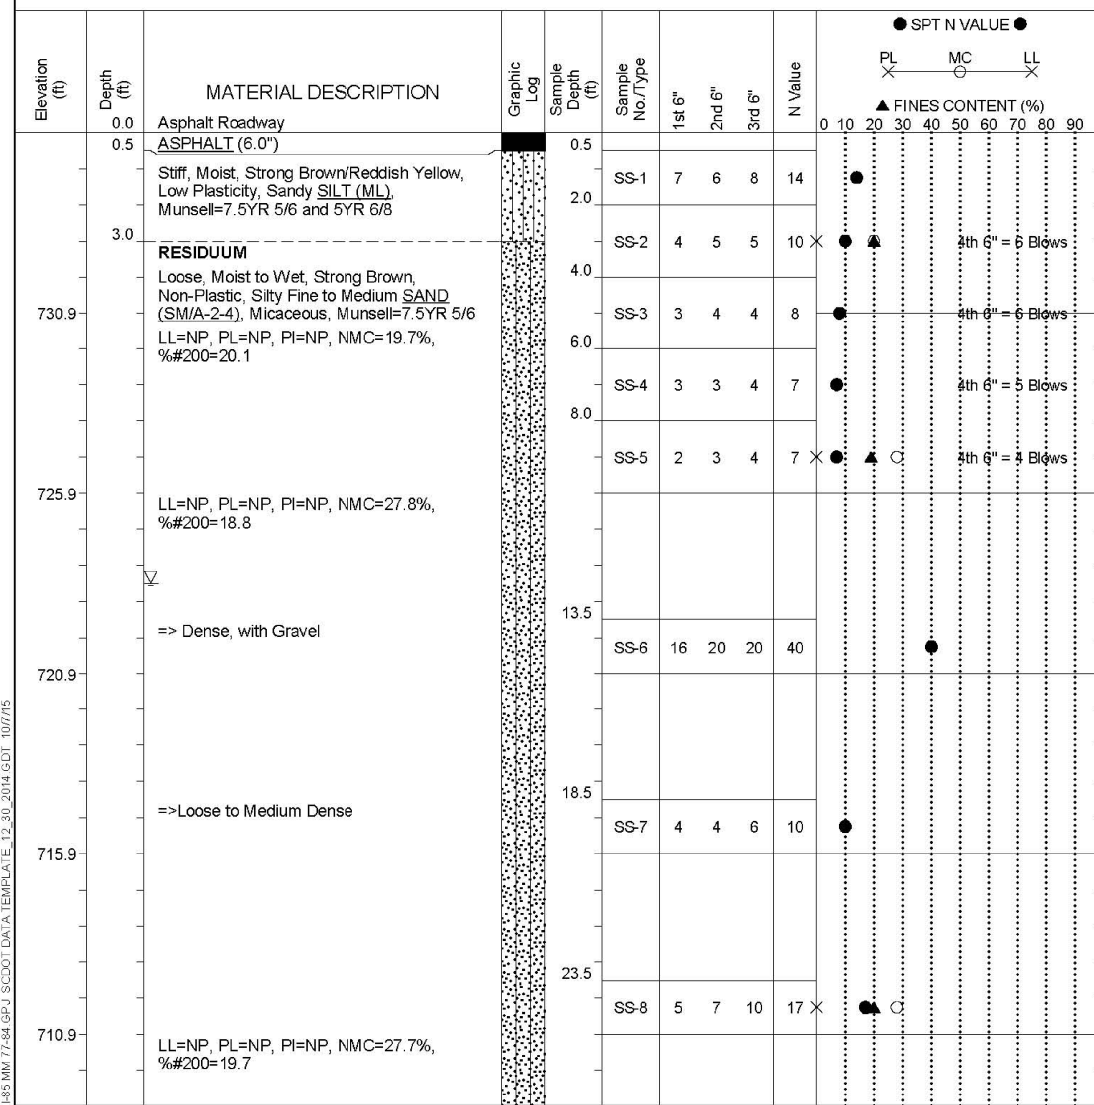 ● SPT N VALUE ●
PL MC LL
▲ FINES CONTENT (%)
0 10 20 30 40 50 60 70 80 90
Elevation (ft)
Depth (ft)
MATERIAL DESCRIPTION
Graphic Log
Sample Depth (ft)
Sample No./Type
1st 6"
2nd 6"
3rd 6"
N Value
0.0 Asphalt Roadway
0.5 ASPHALT (6.0") 0.5
Stiff, Moist, Strong Brown/Reddish Yellow,
Low Plasticity, Sandy SILT (ML),
Munsell=7.5YR 5/6 and 5YR 6/8
SS-1 7 6 8 14
2.0
3.0
SS-2 4 5 5 10 4th 6" = 6 Blows
RESIDUUM
Loose, Moist to Wet, Strong Brown,
Non-Plastic, Silty Fine to Medium SAND
(SM/A-2-4), Micaceous, Munsell=7.5YR 5/6
4.0
730.9 SS-3 3 4 4 8 4th 6" = 6 Blows
LL=NP, PL=NP, PI=NP, NMC=19.7%,
%#200=20.1
6.0
SS-4 3 3 4 7 4th 6" = 5 Blows
8.0
SS-5 2 3 4 7 4th 6" = 4 Blows
725.9
LL=NP, PL=NP, PI=NP, NMC=27.8%,
%#200=18.8
13.5
=> Dense, with Gravel
SS-6 16 20 20 40
720.9
18.5
=>Loose to Medium Dense
SS-7 4 4 6 10
715.9
23.5
SS-8 5 7 10 17
710.9
LL=NP, PL=NP, PI=NP, NMC=27.7%,
%#200=19.7
I-85 MM 77-84.GPJ SCDOT DATA TEMPLATE_12_30_2014.GDT 10/7/15